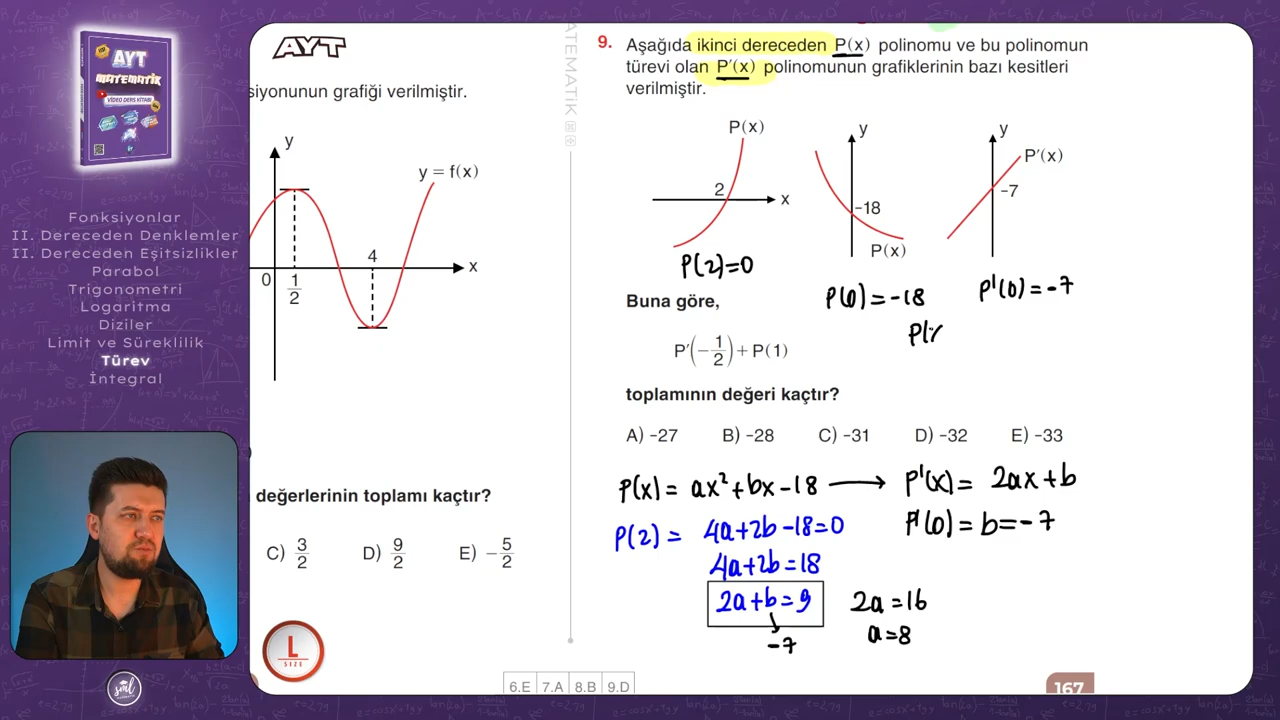 AYT
MATEMATİK
VİDEO DERS KİTABI
Fonksiyonlar
II. Dereceden Denklemler
II. Dereceden Eşitsizlikler
Parabol
Trigonometri
Logaritma
Diziler
Limit ve Süreklilik
Türev
İntegral
sml
AYT
siyonunun grafiği verilmiştir.
y
y = f(x)
4
x
0
1/2
değerlerinin toplamı kaçtır?
C) 3/2 D) 9/2 E) -5/2
L
SIZE
ATEMATİK
9. Aşağıda ikinci dereceden P(x) polinomu ve bu polinomun
türevi olan P'(x) polinomunun grafiklerinin bazı kesitleri
verilmiştir.
P(x)
2
x
y
-18
P(x)
y
P'(x)
-7
P(2)=0
P(0)=-18
P'(0)=-7
P(x
Buna göre,
P'(-1/2)+P(1)
toplamının değeri kaçtır?
A) -27 B) -28 C) -31 D) -32 E) -33
P(x)= ax²+bx-18 → P'(x)= 2ax+b
P(2)= 4a+2b-18=0
P'(0)=b=-7
4a+2b=18
2a+b=9
-7
2a=16
a=8
6.E 7.A 8.B 9.D
167